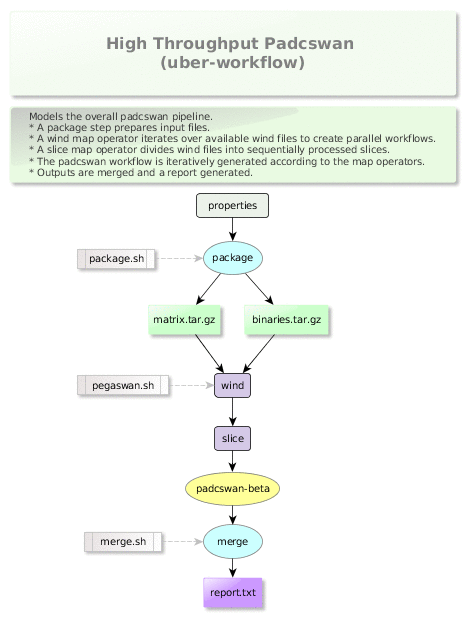 High Throughput Padcswan
(uber-workflow)
Models the overall padcswan pipeline.
* A package step prepares input files.
* A wind map operator iterates over available wind files to create parallel workflows.
* A slice map operator divides wind files into sequentially processed slices.
* The padcswan workflow is iteratively generated according to the map operators.
* Outputs are merged and a report generated.
properties
package.sh
package
matrix.tar.gz
binaries.tar.gz
pegaswan.sh
wind
slice
padcswan-beta
merge.sh
merge
report.txt